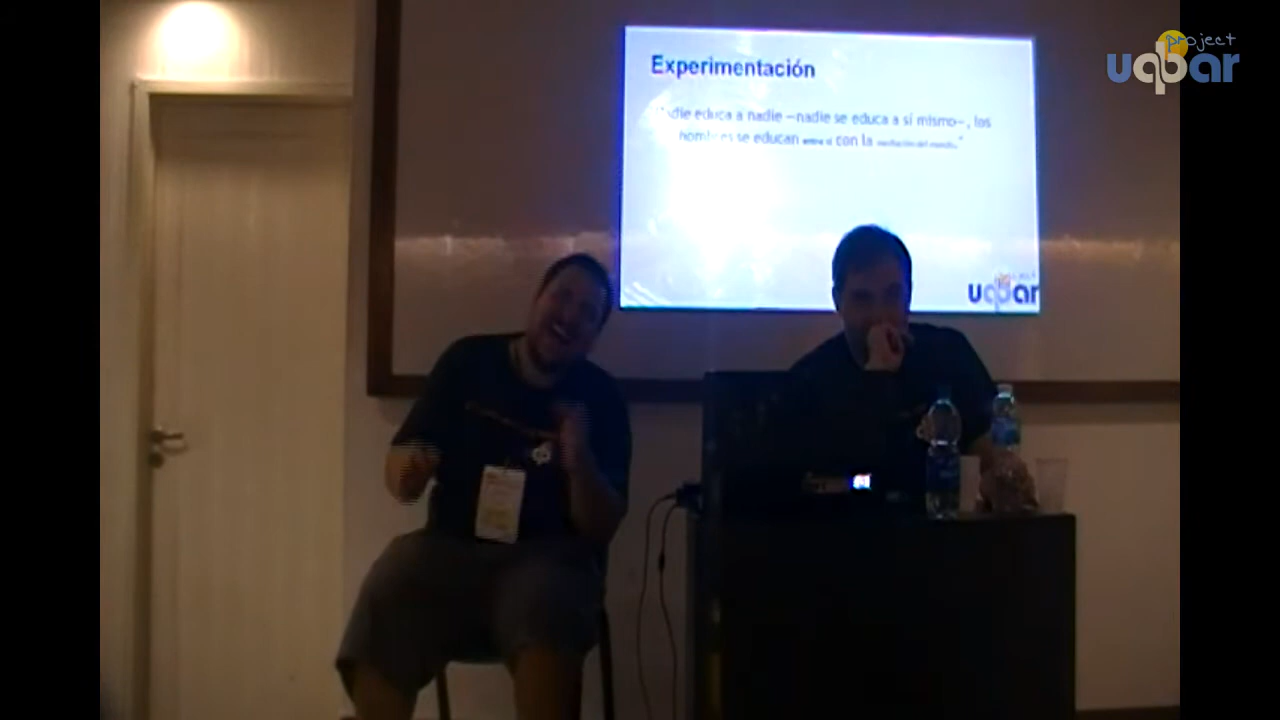 project
uqbar
Experimentación
"Nadie educa a nadie –nadie se educa a sí mismo–, los
hombres se educan entre sí con la mediación del mundo."
project
uqbar